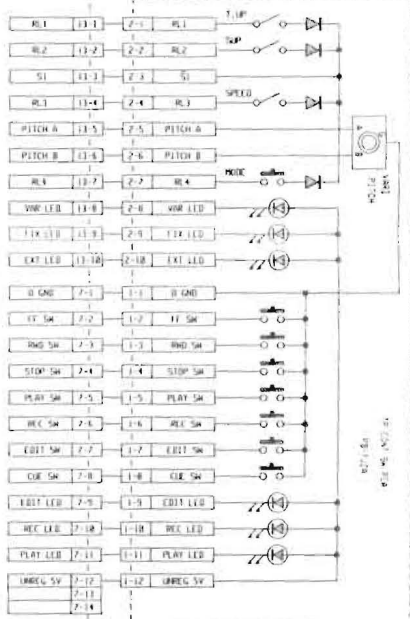 RL1 13-1 2-1 RL1 T.UP
RL2 13-2 2-2 RL2
S1 13-3 2-3 S1
RL3 13-4 2-4 RL3 SPEED
PITCH A 13-5 2-5 PITCH A
PITCH B 13-6 2-6 PITCH B
RL4 13-7 2-7 RL4 MODE
A
B
VARI
PITCH
VAR LED 13-8 2-8 VAR LED
FIX LED 13-9 2-9 FIX LED
EXT LED 13-10 2-10 EXT LED
D GND 7-1 1-1 D GND
FF SW 7-2 1-2 FF SW
RWD SW 7-3 1-3 RWD SW
STOP SW 7-4 1-4 STOP SW
PLAY SW 7-5 1-5 PLAY SW
REC SW 7-6 1-6 REC SW
EDIT SW 7-7 1-7 EDIT SW
CUE SW 7-8 1-8 CUE SW
EDIT LED 7-9 1-9 EDIT LED
REC LED 7-10 1-10 REC LED
PLAY LED 7-11 1-11 PLAY LED
UNREG 5V 7-12 1-12 UNREG 5V
7-13
7-14
SW PCA